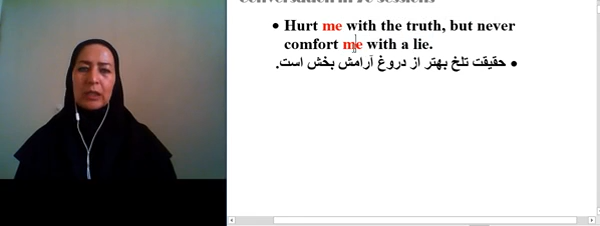 Conversation in 70 sessions
• Hurt me with the truth, but never
comfort me with a lie.
• حقیقت تلخ بهتر از دروغ آرامش بخش است.